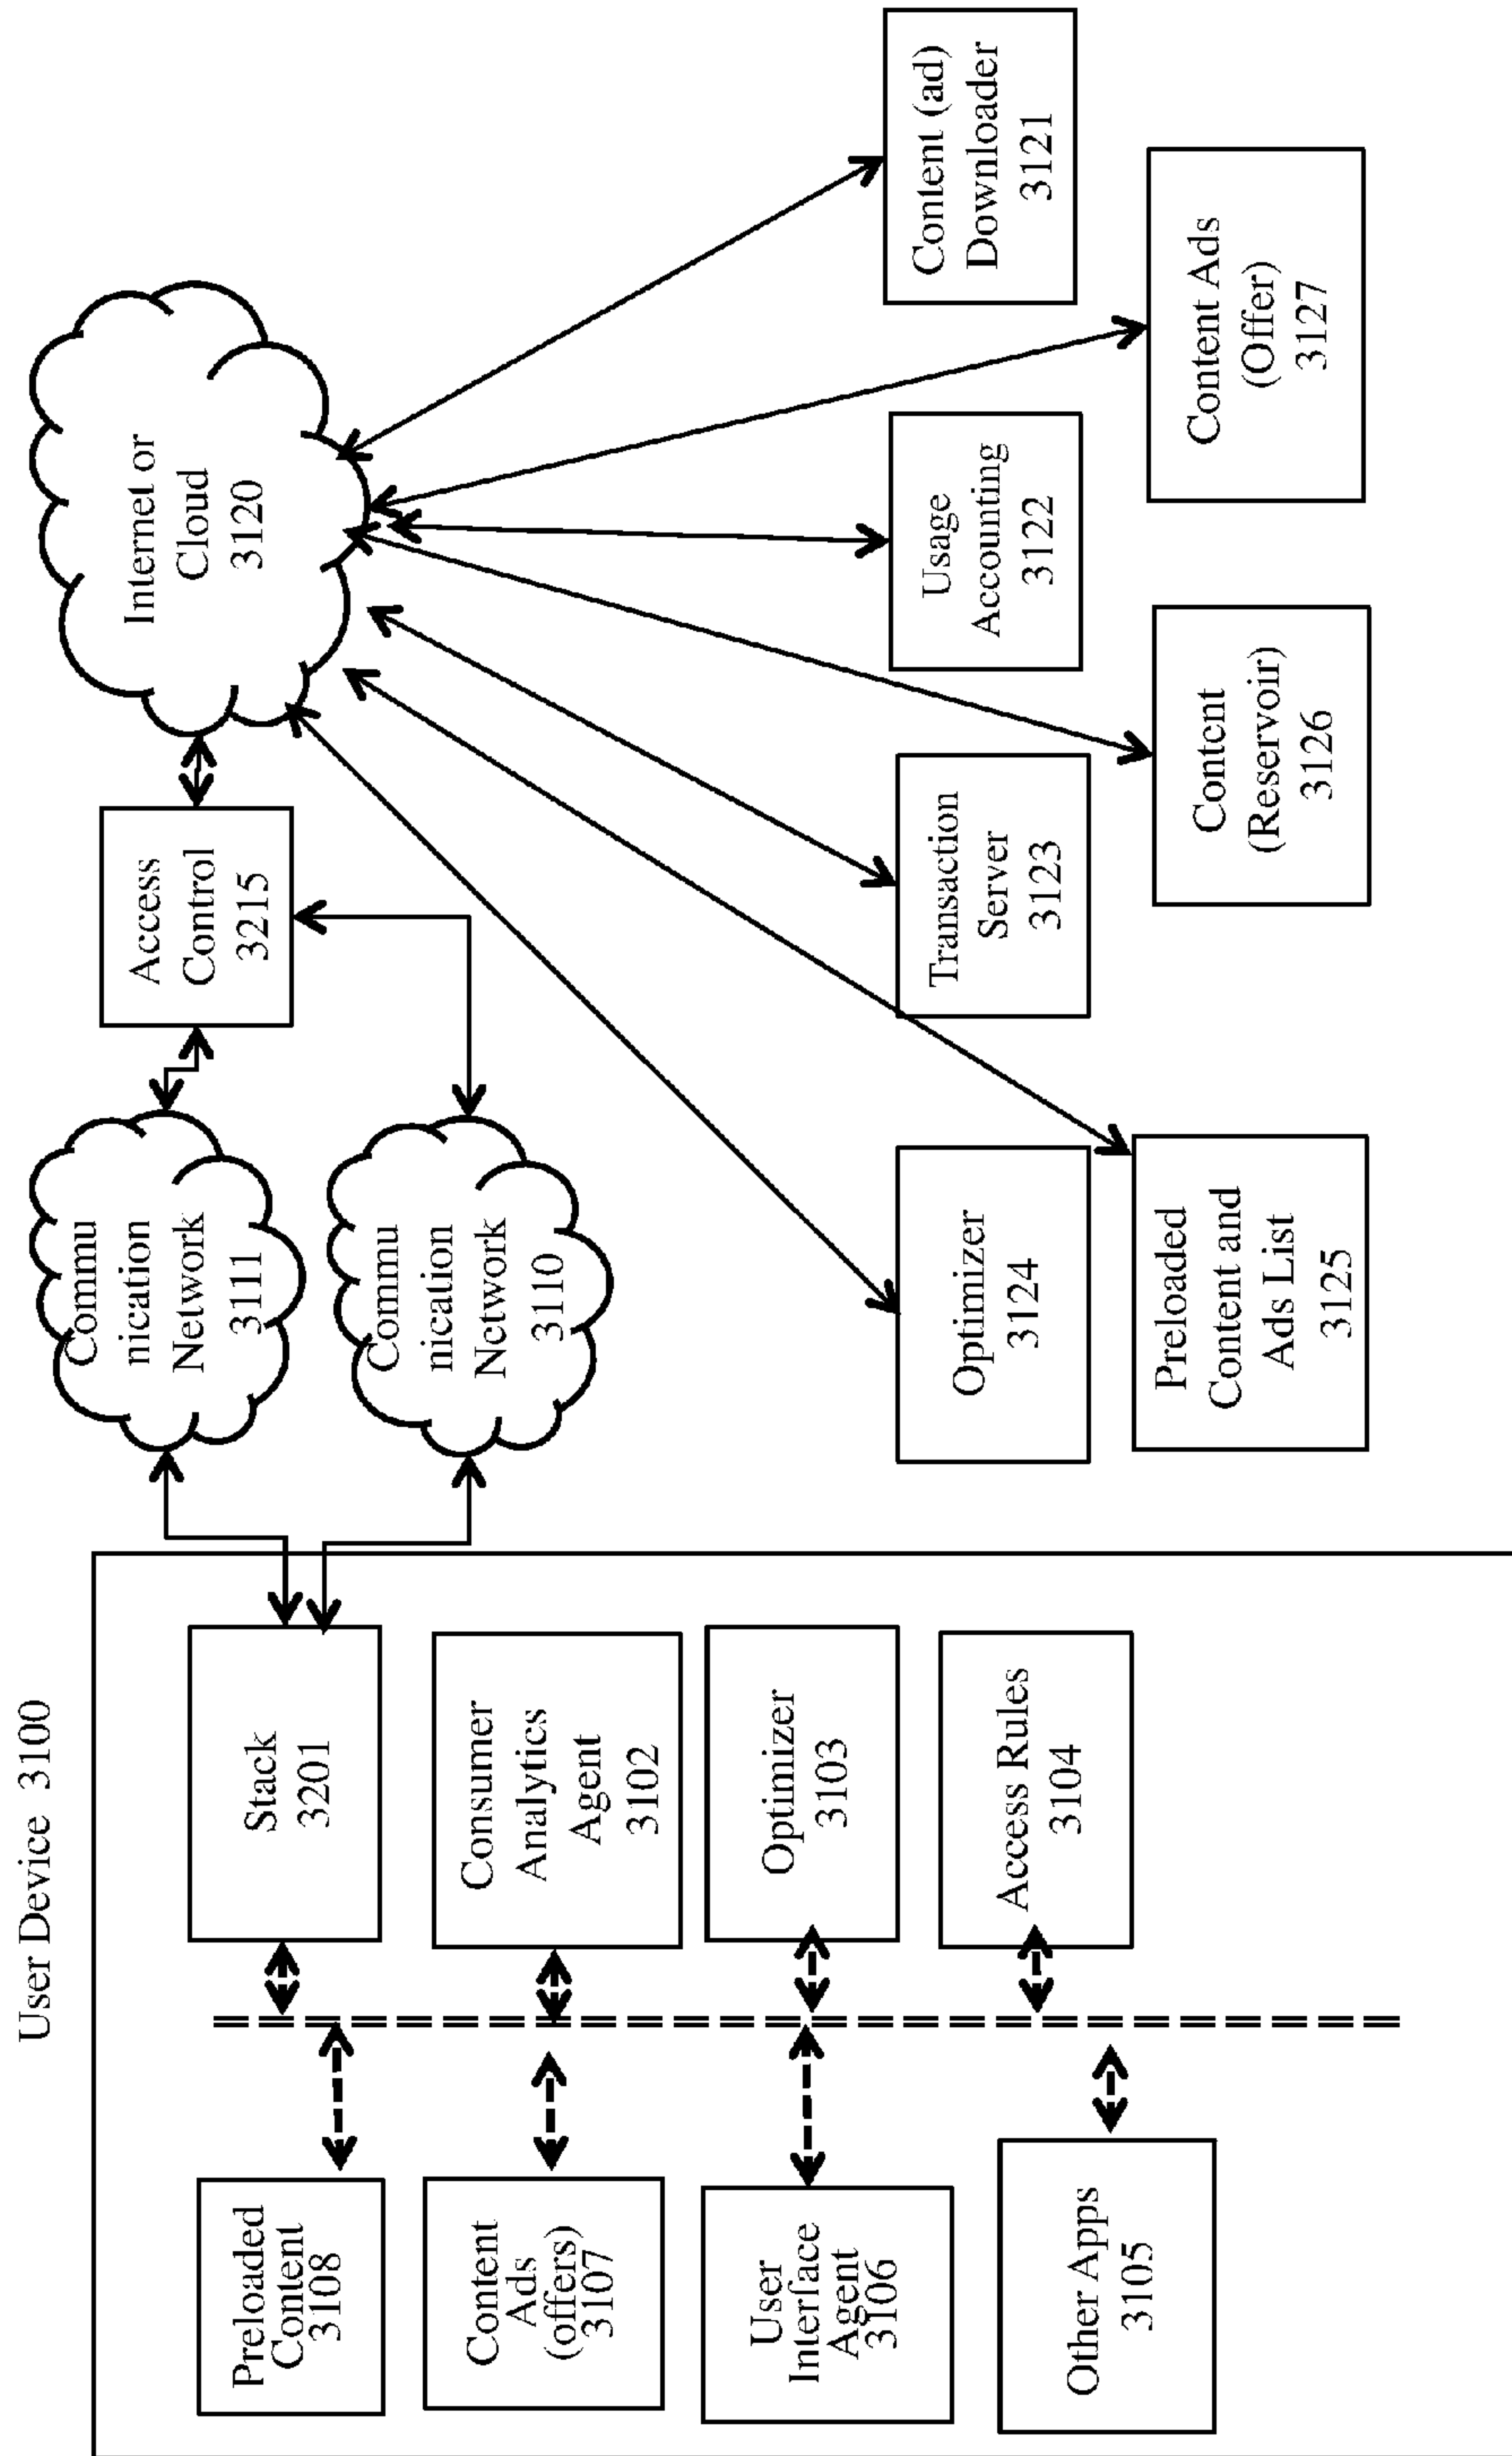 User Device 3100
Preloaded
Content
3108
Content
Ads
(offers)
3107
User
Interface
Agent
3106
Other Apps
3105
Stack
3201
Consumer
Analytics
Agent
3102
Optimizer
3103
Access Rules
3104
Commu
nication
Network
3111
Commu
nication
Network
3110
Access
Control
3215
Internet or
Cloud
3120
Optimizer
3124
Preloaded
Content and
Ads List
3125
Transaction
Server
3123
Content
(Reservoir)
3126
Usage
Accounting
3122
Content Ads
(Offer)
3127
Content (ad)
Downloader
3121